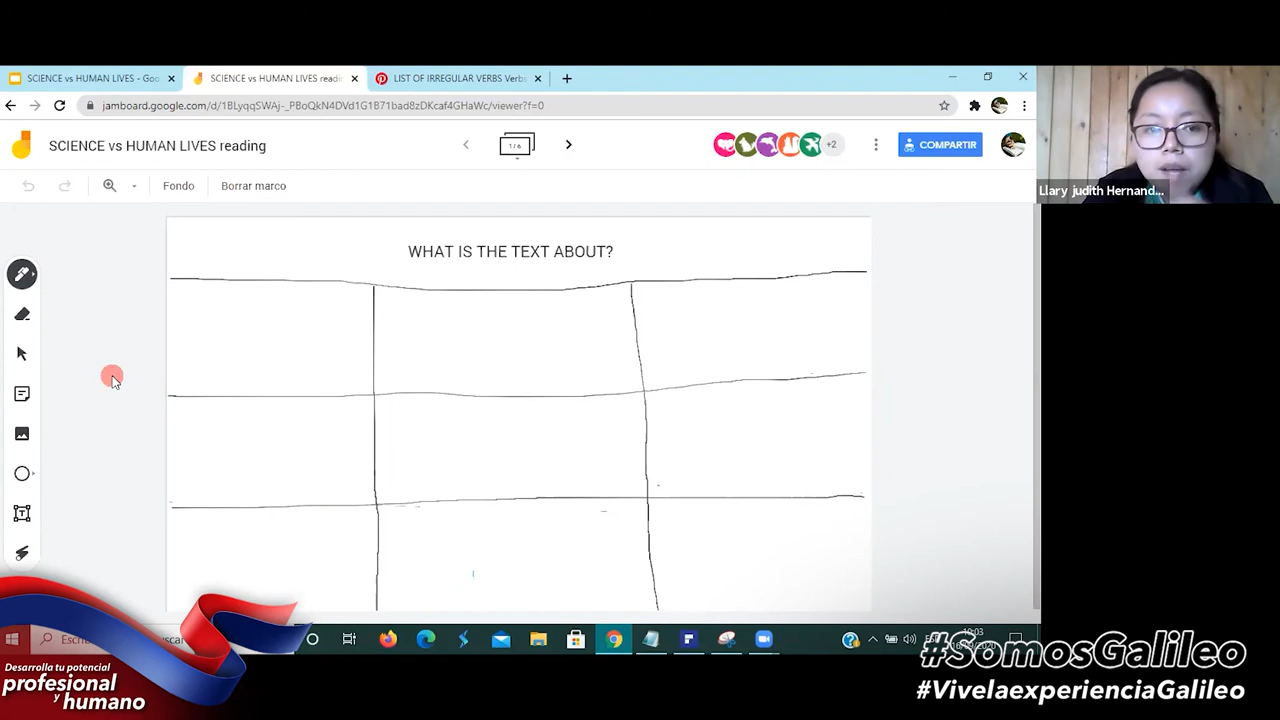 SCIENCE vs HUMAN LIVES - Goo
SCIENCE vs HUMAN LIVES readi
LIST OF IRREGULAR VERBS Verbs
jamboard.google.com/d/1BLyqqSWAj-_PBoQkN4DVd1G1B71bad8zDKcaf4GHaWc/viewer?f=0
SCIENCE vs HUMAN LIVES reading
1/6
+2
COMPARTIR
Llary judith Hernand...
Fondo
Borrar marco
WHAT IS THE TEXT ABOUT?
Desarrolla tu potencial
profesional
y
humano
#SomosGalileo
#VivelaexperienciaGalileo